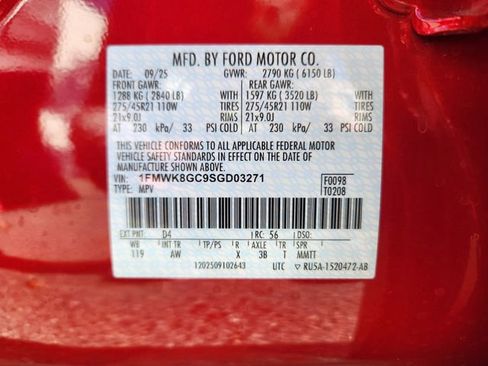 MFD. BY FORD MOTOR CO.
DATE: 09/25 GVWR: 2790 KG (6150 LB)
FRONT GAWR: REAR GAWR:
1288 KG (2840 LB) WITH 1597 KG (3520 LB) WITH
275/45R21 110W TIRES 275/45R21 110W TIRES
21x9.0J RIMS 21x9.0J RIMS
AT 230 kPa/ 33 PSI COLD AT 230 kPa/ 33 PSI COLD
THIS VEHICLE CONFORMS TO ALL APPLICABLE FEDERAL MOTOR
VEHICLE SAFETY STANDARDS IN EFFECT ON THE DATE OF
MANUFACTURE SHOWN ABOVE.
VIN: 1FMWK8GC9SGD03271 F0098
TYPE: MPV T0208
EXT PNT: D4 RC: 56 DSO:
WB INT TR TP/PS R AXLE TR SPR
119 AW X 3B T MMTT
1202509102643 UTC ▽ RU5A-1520472-AB